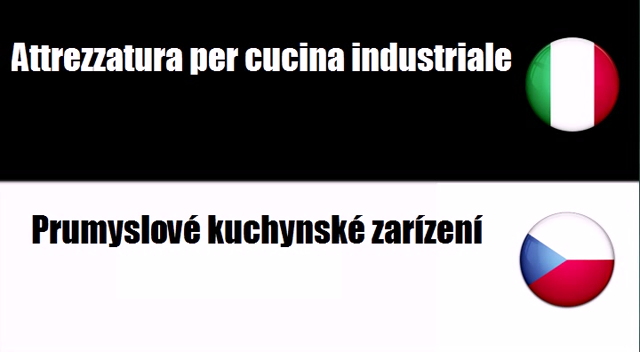 Attrezzatura per cucina industriale
Prumyslové kuchynské zarízení